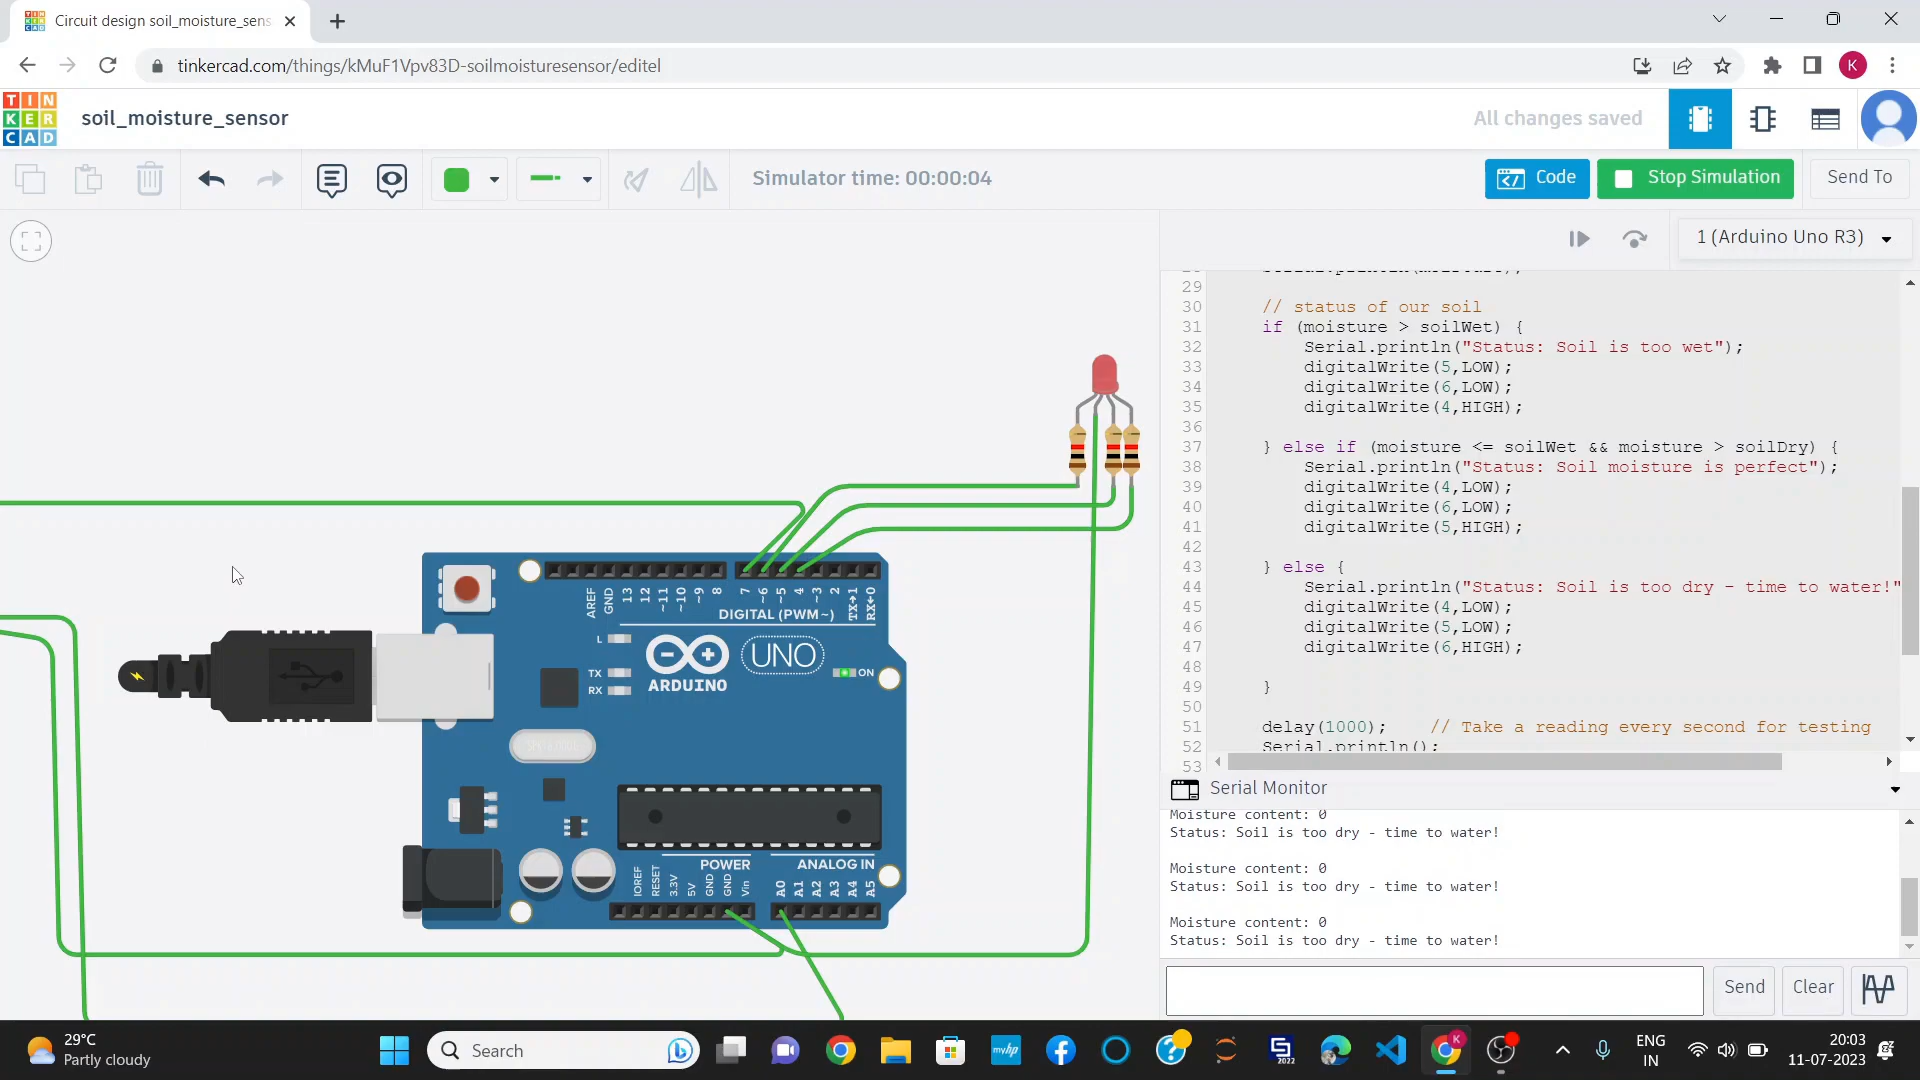 Circuit design soil_moisture_sens
tinkercad.com/things/kMuF1Vpv83D-soilmoisturesensor/editel
K
TIN
KER
CAD
soil_moisture_sensor
All changes saved
Simulator time: 00:00:04
Code
Stop Simulation
Send To
1 (Arduino Uno R3)
29
30 // status of our soil
31 if (moisture > soilWet) {
32 Serial.println("Status: Soil is too wet");
33 digitalWrite(5,LOW);
34 digitalWrite(6,LOW);
35 digitalWrite(4,HIGH);
36
37 } else if (moisture <= soilWet && moisture > soilDry) {
38 Serial.println("Status: Soil moisture is perfect");
39 digitalWrite(4,LOW);
40 digitalWrite(6,LOW);
41 digitalWrite(5,HIGH);
42
43 } else {
44 Serial.println("Status: Soil is too dry - time to water!"
45 digitalWrite(4,LOW);
46 digitalWrite(5,LOW);
47 digitalWrite(6,HIGH);
48
49 }
50
51 delay(1000); // Take a reading every second for testing
52 Serial.println();
53
AREF
GND
13
12
~11
~10
~9
8
7
~6
~5
4
~3
2
TX→1
RX←0
DIGITAL (PWM~)
L
TX
RX
UNO
ARDUINO
ON
POWER
ANALOG IN
IOREF
RESET
3.3V
5V
GND
GND
Vin
A0
A1
A2
A3
A4
A5
Serial Monitor
Moisture content: 0
Status: Soil is too dry - time to water!
Moisture content: 0
Status: Soil is too dry - time to water!
Moisture content: 0
Status: Soil is too dry - time to water!
Send
Clear
29°C
Partly cloudy
Search
myhp
2022
K
ENG
IN
20:03
11-07-2023